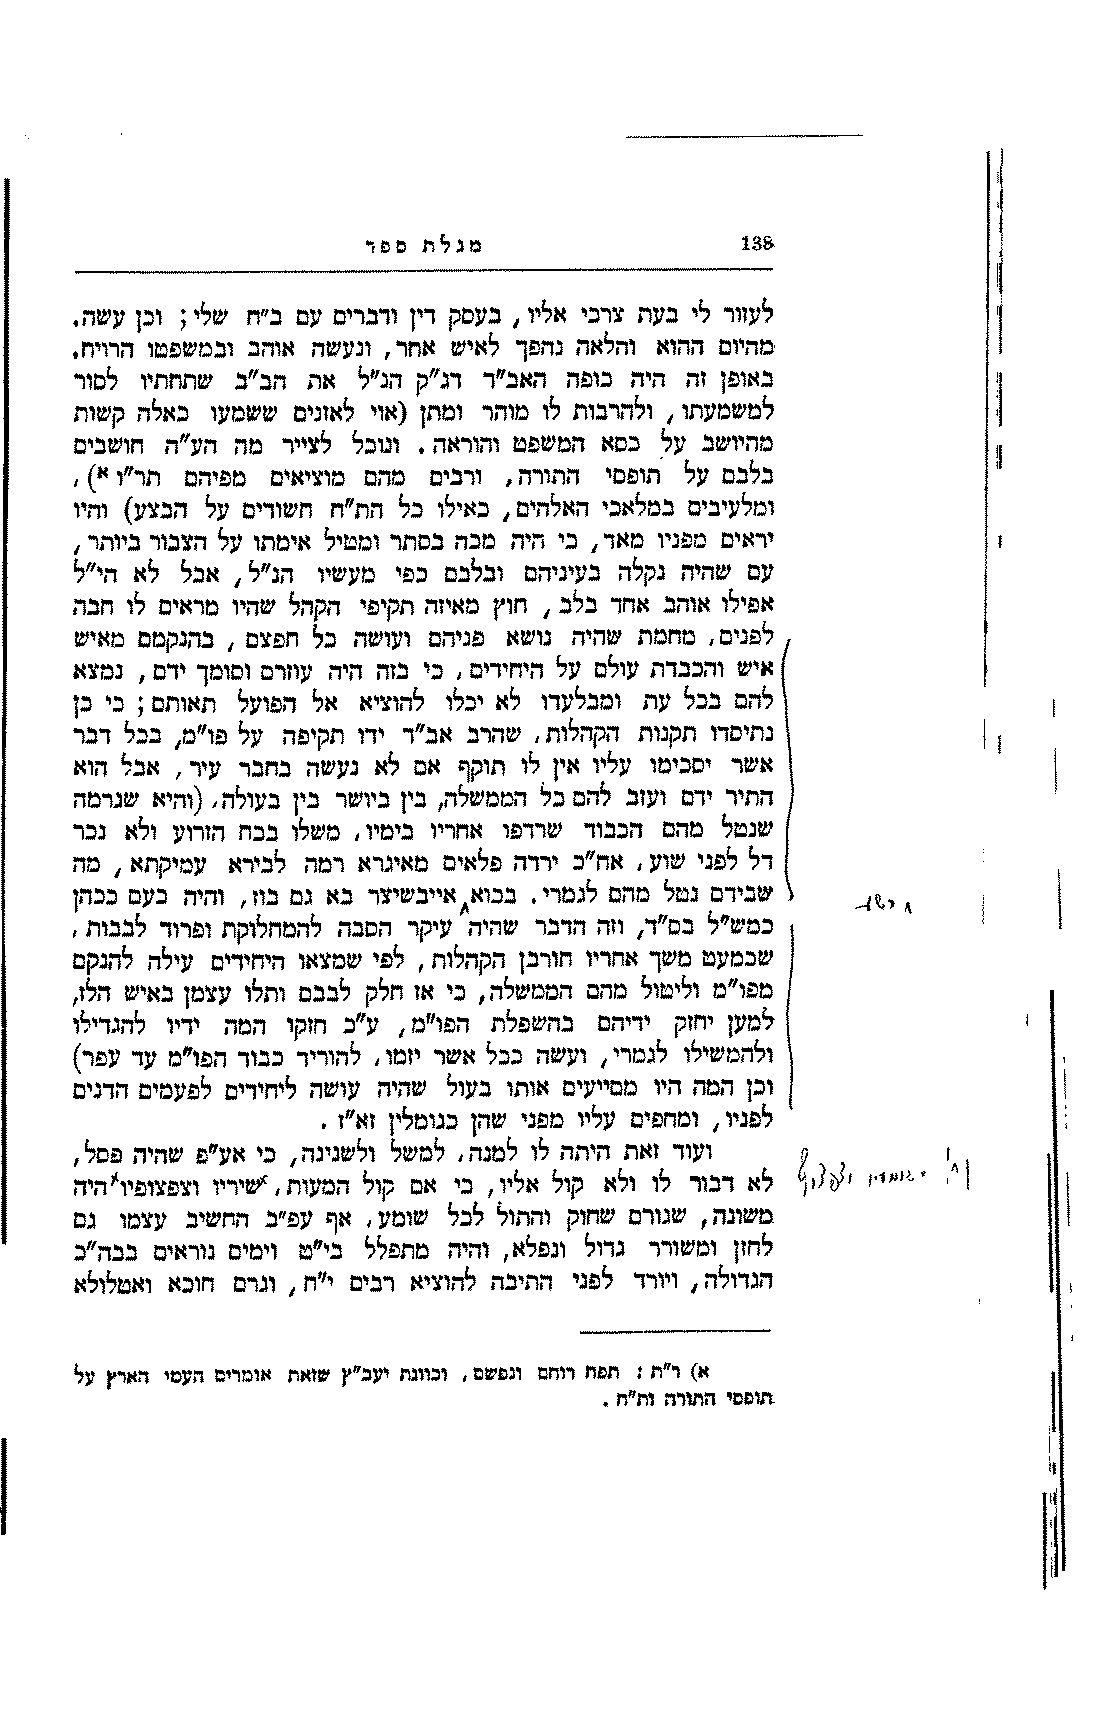 138 מגלת ספר
לעזור לי בעת צרכי אליו, בעסק דין ודברים עם ב״ח שלי; וכן עשה.
מהיום ההוא והלאה נהפך לאיש אחר, ונעשה אוהב ובמשפטו הרויח.
באופן זה היה כופה האב״ד דג״ק הנ״ל את הב״ב שתחתיו לסור
למשמעתו, ולהרבות לו מוהר ומתן (אוי לאזנים ששמעו כאלה קשות
מהיושב על כסא המשפט והוראה. ונוכל לצייר מה הע״ה חושבים
בלבם על תופסי התורה, ורבים מהם מוציאים מפיהם תר״ו א),
ומלעיבים במלאכי האלהים, כאילו כל הת״ח חשודים על הבצע) והיו
יראים מפניו מאד, כי היה מכה בסתר ומטיל אימתו על הצבור ביותר,
עם שהיה נקלה בעיניהם ובלבם כפי מעשיו הנ״ל, אבל לא הי״ל
אפילו אוהב אחד בלב, חוץ מאיזה תקיפי הקהל שהיו מראים לו חבה
לפנים, מחמת שהיה נושא פניהם ועושה כל חפצם, בהנקמם מאיש
איש והכבדת עולם על היחידים, כי בזה היה עוזרם וסומך ידם, נמצא
להם בכל עת ומבלעדו לא יכלו להוציא אל הפועל תאותם; כי כן
נתיסדו תקנות הקהלות, שהרב אב״ד ידו תקיפה על פו״מ, בכל דבר
אשר יסכימו עליו אין לו תוקף אם לא נעשה בחבר עיר, אבל הוא
התיר ידם ועזב להם כל הממשלה, בין ביושר בין בעולה, (והיא שגרמה
שנטל מהם הכבוד שרדפו אחריו בימיו, משלו בכח הזרוע ולא נכר
דל לפני שוע, אח״כ ירדה פלאים מאיגרא רמה לבירא עמיקתא, מה
שבידם נטל מהם לגמרי. בבוא אייבשיצר בא גם בוז, והיה כעם ככהן
כמש״ל בס״ד, וזה הדבר שהיה עיקר הסבה להמחלוקת ופרוד לבבות,
שכמעט משך אחריו חורבן הקהלות, לפי שמצאו היחידים עילה להנקם
מפו״מ וליטול מהם הממשלה, כי אז חלק לבבם ותלו עצמן באיש הלז,
למען יחזק ידיהם בהשפלת הפו״מ, ע״כ חזקו המה ידיו להגדילו
ולהמשילו לגמרי, ועשה ככל אשר יזמו, להוריד כבוד הפו״מ עד עפר)
וכן המה היו מסייעים אותו בעול שהיה עושה ליחידים לפעמים הדנים
לפניו, ומחפים עליו מפני שהן כגומלין זא״ז.
ועוד זאת היתה לו למנה, למשל ולשנינה, כי אע״פ שהיה פסל,
לא דבור לו ולא קול אליו, כי אם קול המעות, שיריו וצפצופיו היה
משונה, שגורם שחוק והתול לכל שומע, אף עפ״ב החשיב עצמו גם
לחזן ומשורר גדול ונפלא, והיה מתפלל בי״ט וימים נוראים בבה״כ
הגדולה, ויורד לפני התיבה להוציא רבים י״ח, וגרם חוכא ואטלולא
א) ר״ת: תפח רוחם ונפשם, וכוונת יעב״ץ שזאת אומרים העמי הארץ על
תופסי התורה ות״ח.